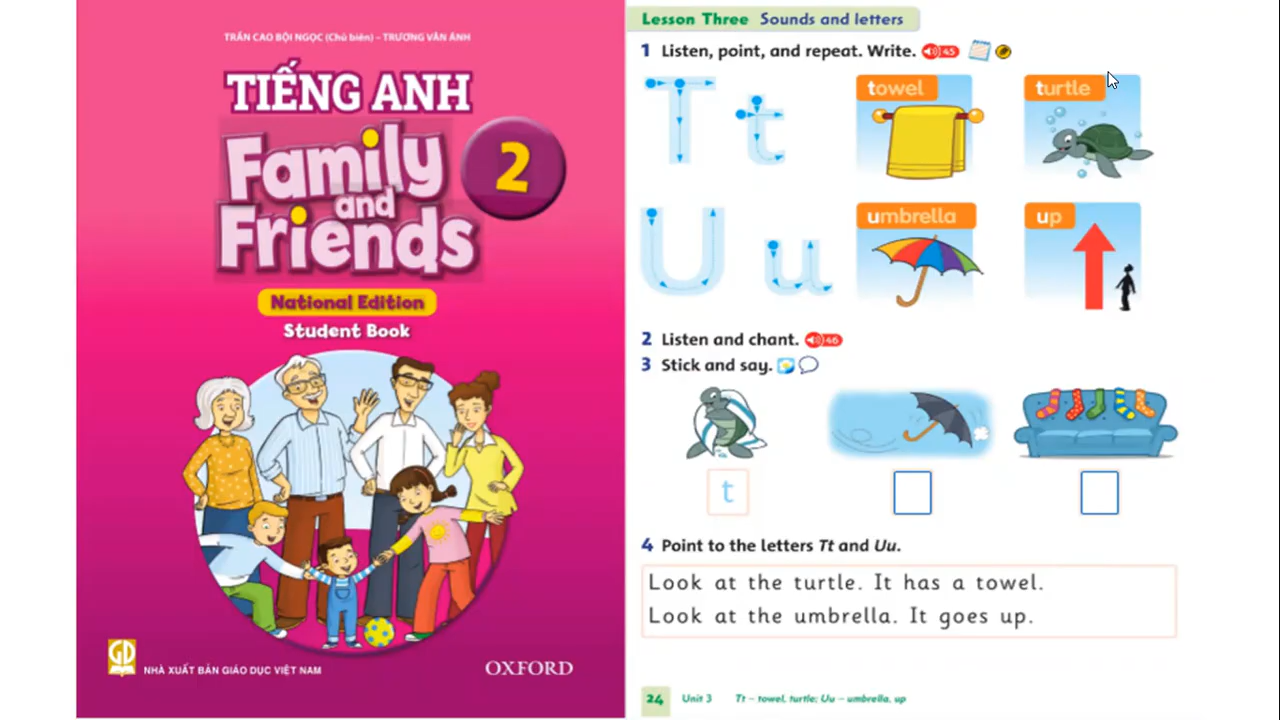 TRẦN CAO BỘI NGỌC (Chủ biên) – TRƯƠNG VĂN ÁNH
TIẾNG ANH
Family
and
Friends
2
National Edition
Student Book
GD
NHÀ XUẤT BẢN GIÁO DỤC VIỆT NAM
OXFORD
Lesson Three Sounds and letters
1 Listen, point, and repeat. Write. 45
T t
towel
turtle
U u
umbrella
up
2 Listen and chant. 46
3 Stick and say.
t
4 Point to the letters Tt and Uu.
Look at the turtle. It has a towel.
Look at the umbrella. It goes up.
24 Unit 3 Tt – towel, turtle; Uu – umbrella, up